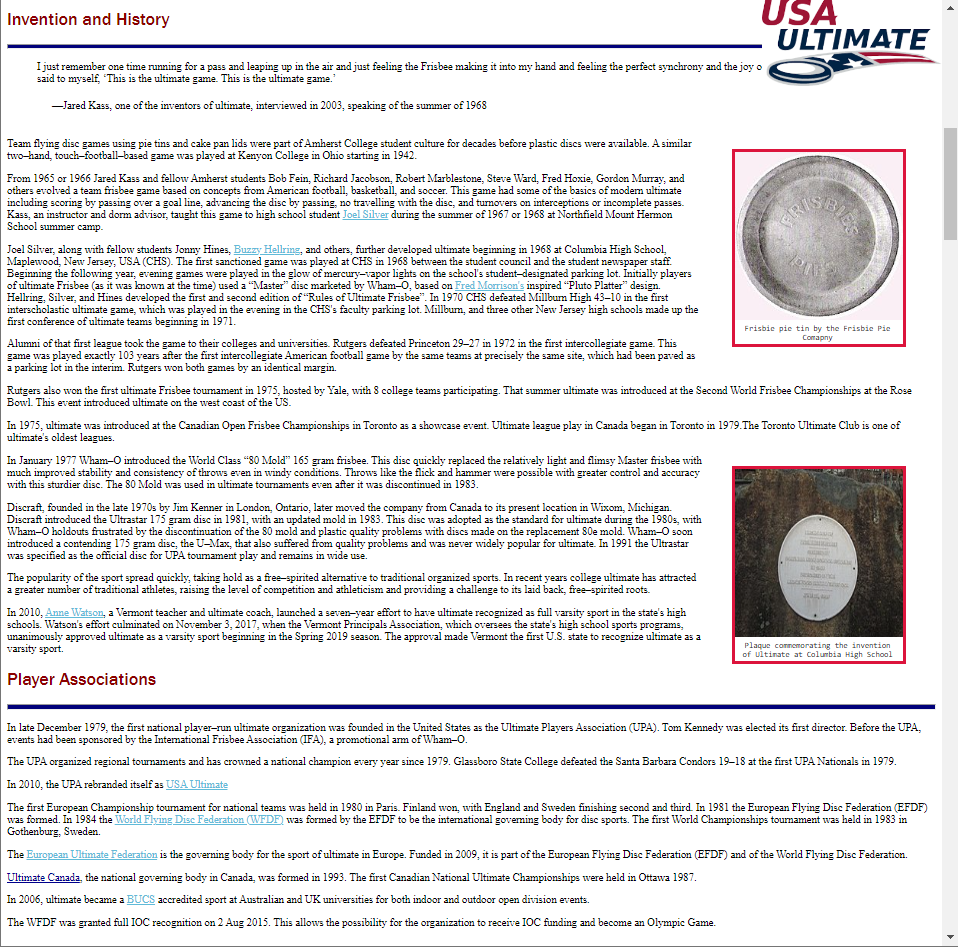 Invention and History
USA
ULTIMATE
I just remember one time running for a pass and leaping up in the air and just feeling the Frisbee making it into my hand and feeling the perfect synchrony and the joy o
said to myself, ‘This is the ultimate game. This is the ultimate game.’
—Jared Kass, one of the inventors of ultimate, interviewed in 2003, speaking of the summer of 1968
Team flying disc games using pie tins and cake pan lids were part of Amherst College student culture for decades before plastic discs were available. A similar
two–hand, touch–football–based game was played at Kenyon College in Ohio starting in 1942.
From 1965 or 1966 Jared Kass and fellow Amherst students Bob Fein, Richard Jacobson, Robert Marblestone, Steve Ward, Fred Hoxie, Gordon Murray, and
others evolved a team frisbee game based on concepts from American football, basketball, and soccer. This game had some of the basics of modern ultimate
including scoring by passing over a goal line, advancing the disc by passing, no travelling with the disc, and turnovers on interceptions or incomplete passes.
Kass, an instructor and dorm advisor, taught this game to high school student Joel Silver during the summer of 1967 or 1968 at Northfield Mount Hermon
School summer camp.
FRISBIE'S
PIES
Frisbie pie tin by the Frisbie Pie
Comapny
Joel Silver, along with fellow students Jonny Hines, Buzzy Hellring, and others, further developed ultimate beginning in 1968 at Columbia High School,
Maplewood, New Jersey, USA (CHS). The first sanctioned game was played at CHS in 1968 between the student council and the student newspaper staff.
Beginning the following year, evening games were played in the glow of mercury–vapor lights on the school's student–designated parking lot. Initially players
of ultimate Frisbee (as it was known at the time) used a “Master” disc marketed by Wham–O, based on Fred Morrison's inspired “Pluto Platter” design.
Hellring, Silver, and Hines developed the first and second edition of “Rules of Ultimate Frisbee”. In 1970 CHS defeated Millburn High 43–10 in the first
interscholastic ultimate game, which was played in the evening in the CHS's faculty parking lot. Millburn, and three other New Jersey high schools made up the
first conference of ultimate teams beginning in 1971.
Alumni of that first league took the game to their colleges and universities. Rutgers defeated Princeton 29–27 in 1972 in the first intercollegiate game. This
game was played exactly 103 years after the first intercollegiate American football game by the same teams at precisely the same site, which had been paved as
a parking lot in the interim. Rutgers won both games by an identical margin.
Rutgers also won the first ultimate Frisbee tournament in 1975, hosted by Yale, with 8 college teams participating. That summer ultimate was introduced at the Second World Frisbee Championships at the Rose
Bowl. This event introduced ultimate on the west coast of the US.
In 1975, ultimate was introduced at the Canadian Open Frisbee Championships in Toronto as a showcase event. Ultimate league play in Canada began in Toronto in 1979.The Toronto Ultimate Club is one of
ultimate's oldest leagues.
In January 1977 Wham–O introduced the World Class “80 Mold” 165 gram frisbee. This disc quickly replaced the relatively light and flimsy Master frisbee with
much improved stability and consistency of throws even in windy conditions. Throws like the flick and hammer were possible with greater control and accuracy
with this sturdier disc. The 80 Mold was used in ultimate tournaments even after it was discontinued in 1983.
Discraft, founded in the late 1970s by Jim Kenner in London, Ontario, later moved the company from Canada to its present location in Wixom, Michigan.
Discraft introduced the Ultrastar 175 gram disc in 1981, with an updated mold in 1983. This disc was adopted as the standard for ultimate during the 1980s, with
Wham–O holdouts frustrated by the discontinuation of the 80 mold and plastic quality problems with discs made on the replacement 80e mold. Wham–O soon
introduced a contending 175 gram disc, the U–Max, that also suffered from quality problems and was never widely popular for ultimate. In 1991 the Ultrastar
was specified as the official disc for UPA tournament play and remains in wide use.
The popularity of the sport spread quickly, taking hold as a free–spirited alternative to traditional organized sports. In recent years college ultimate has attracted
a greater number of traditional athletes, raising the level of competition and athleticism and providing a challenge to its laid back, free–spirited roots.
In 2010, Anne Watson, a Vermont teacher and ultimate coach, launched a seven–year effort to have ultimate recognized as full varsity sport in the state's high
schools. Watson's effort culminated on November 3, 2017, when the Vermont Principals Association, which oversees the state's high school sports programs,
unanimously approved ultimate as a varsity sport beginning in the Spring 2019 season. The approval made Vermont the first U.S. state to recognize ultimate as a
varsity sport.
Plaque commemorating the invention
of Ultimate at Columbia High School
Player Associations
In late December 1979, the first national player–run ultimate organization was founded in the United States as the Ultimate Players Association (UPA). Tom Kennedy was elected its first director. Before the UPA,
events had been sponsored by the International Frisbee Association (IFA), a promotional arm of Wham–O.
The UPA organized regional tournaments and has crowned a national champion every year since 1979. Glassboro State College defeated the Santa Barbara Condors 19–18 at the first UPA Nationals in 1979.
In 2010, the UPA rebranded itself as USA Ultimate
The first European Championship tournament for national teams was held in 1980 in Paris. Finland won, with England and Sweden finishing second and third. In 1981 the European Flying Disc Federation (EFDF)
was formed. In 1984 the World Flying Disc Federation (WFDF) was formed by the EFDF to be the international governing body for disc sports. The first World Championships tournament was held in 1983 in
Gothenburg, Sweden.
The European Ultimate Federation is the governing body for the sport of ultimate in Europe. Funded in 2009, it is part of the European Flying Disc Federation (EFDF) and of the World Flying Disc Federation.
Ultimate Canada, the national governing body in Canada, was formed in 1993. The first Canadian National Ultimate Championships were held in Ottawa 1987.
In 2006, ultimate became a BUCS accredited sport at Australian and UK universities for both indoor and outdoor open division events.
The WFDF was granted full IOC recognition on 2 Aug 2015. This allows the possibility for the organization to receive IOC funding and become an Olympic Game.